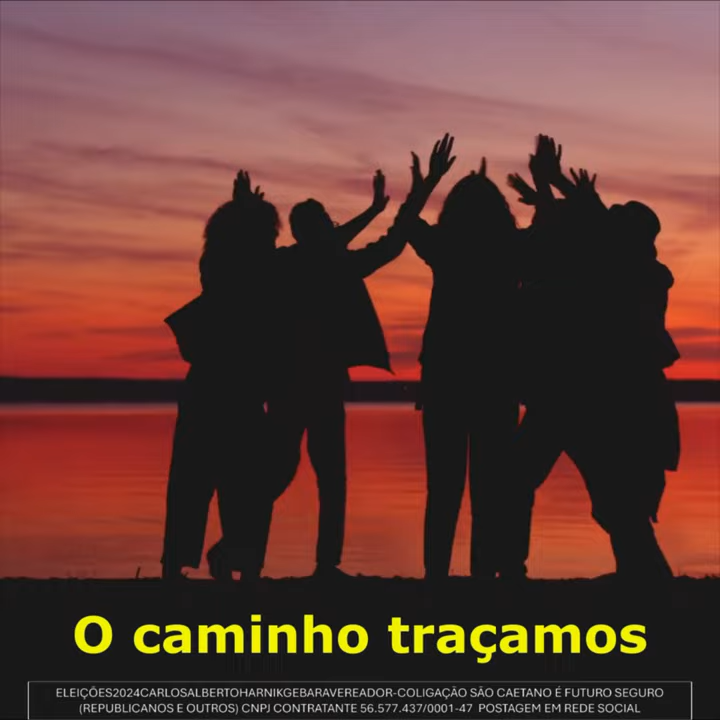 O caminho traçamos
ELEIÇÕES2024CARLOSALBERTOHARNIKGEBARAVEREADOR-COLIGAÇÃO SÃO CAETANO É FUTURO SEGURO
(REPUBLICANOS E OUTROS) CNPJ CONTRATANTE 56.577.437/0001-47 POSTAGEM EM REDE SOCIAL